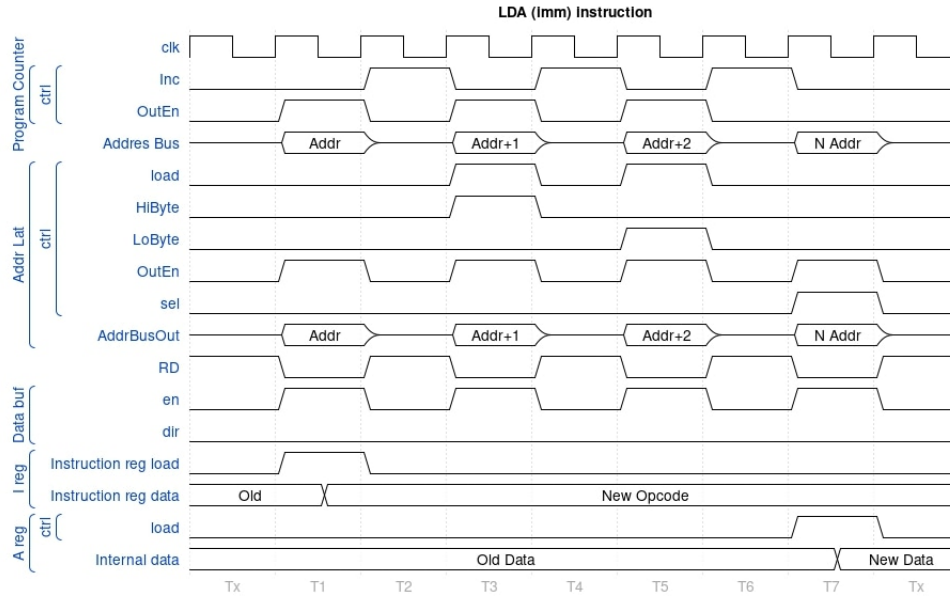 LDA (imm) instruction
Program Counter
ctrl
clk
Inc
OutEn
Addres Bus Addr Addr+1 Addr+2 N Addr
Addr Lat
ctrl
load
HiByte
LoByte
OutEn
sel
AddrBusOut Addr Addr+1 Addr+2 N Addr
RD
Data buf
en
dir
I reg
Instruction reg load
Instruction reg data Old New Opcode
A reg
ctrl
load
Internal data Old Data New Data
Tx T1 T2 T3 T4 T5 T6 T7 Tx